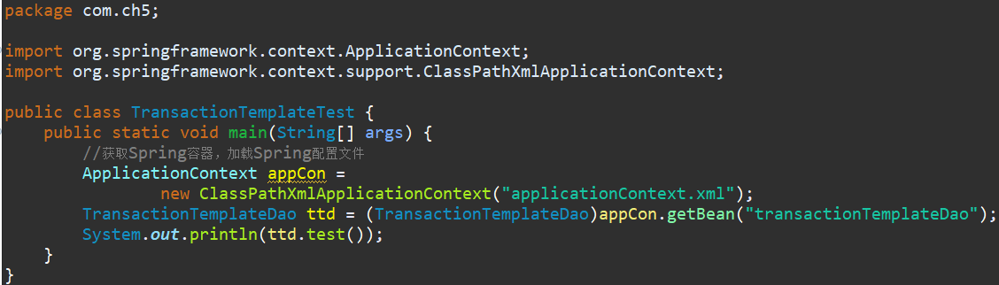 package com.ch5;
import org.springframework.context.ApplicationContext;
import org.springframework.context.support.ClassPathXmlApplicationContext;
public class TransactionTemplateTest {
public static void main(String[] args) {
//获取Spring容器，加载Spring配置文件
ApplicationContext appCon =
new ClassPathXmlApplicationContext("applicationContext.xml");
TransactionTemplateDao ttd = (TransactionTemplateDao)appCon.getBean("transactionTemplateDao");
System.out.println(ttd.test());
}
}